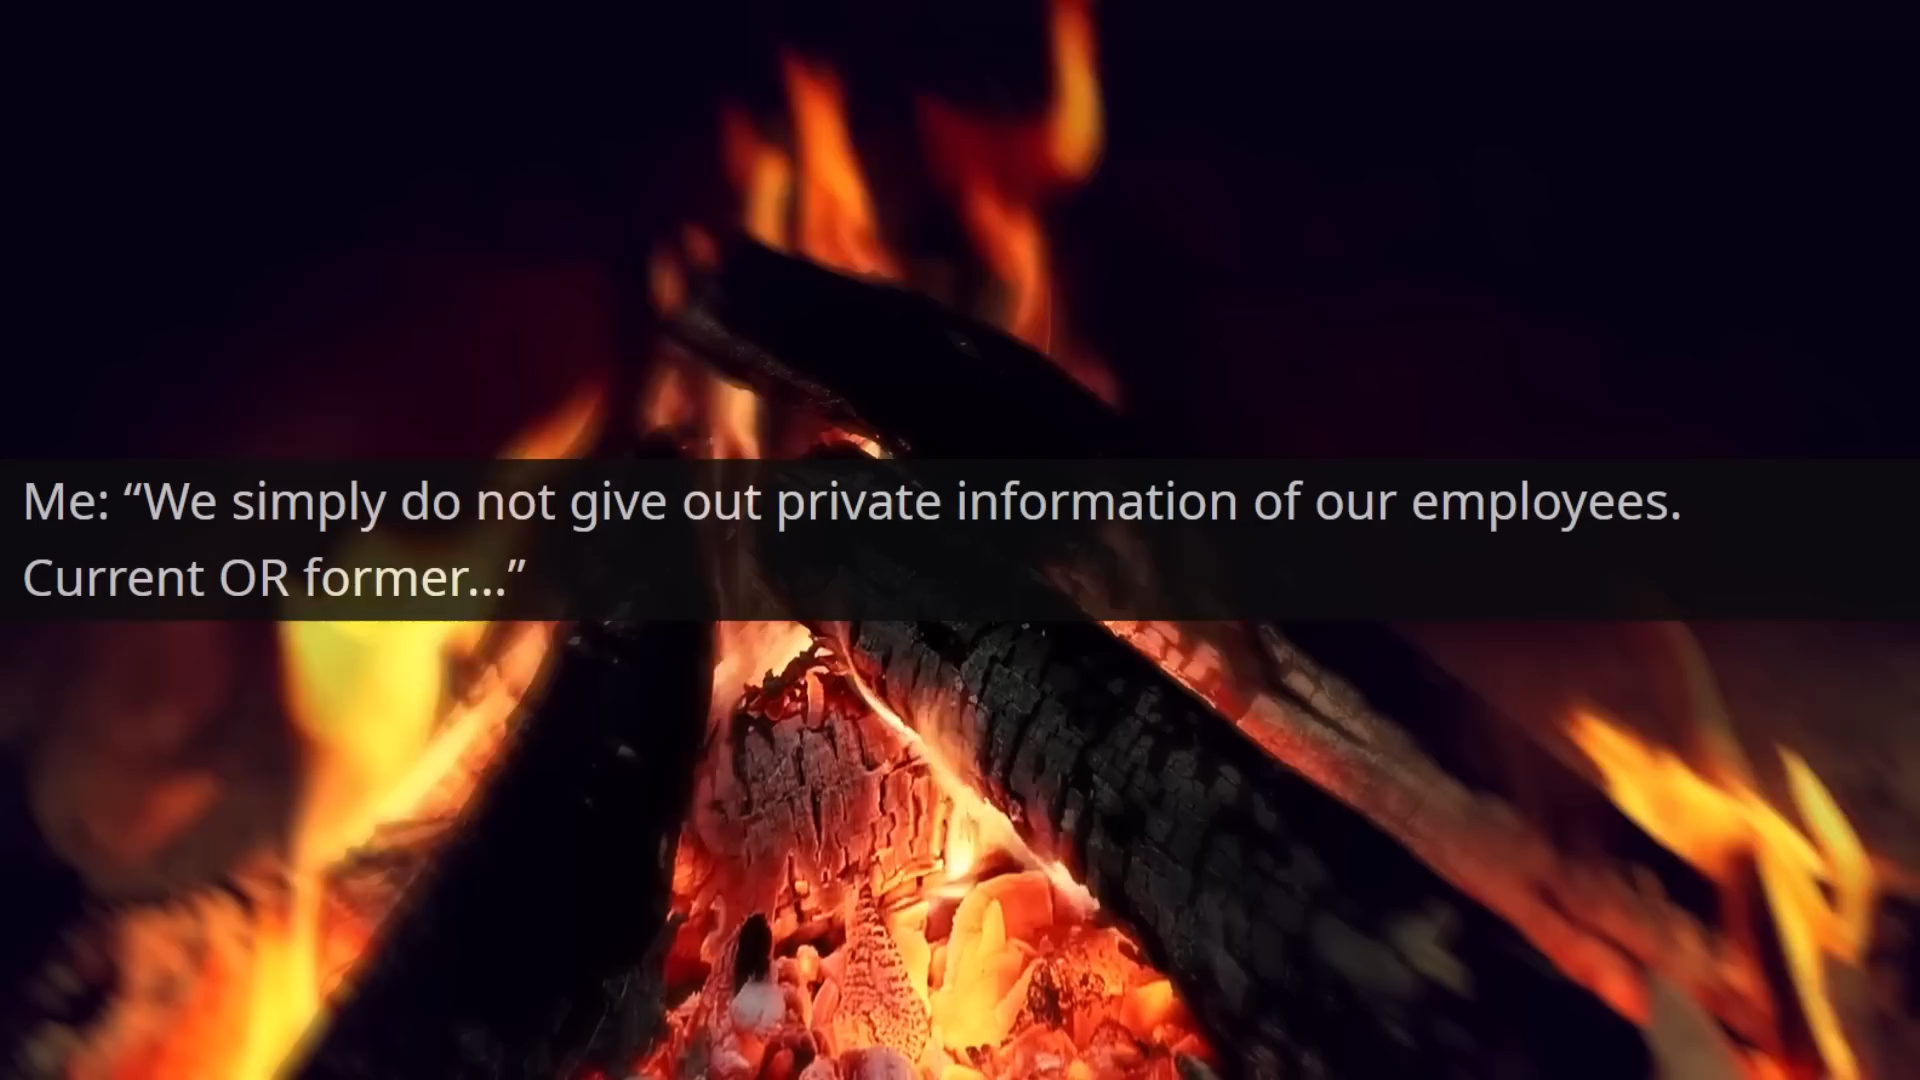 Me: “We simply do not give out private information of our employees.
Current OR former...”